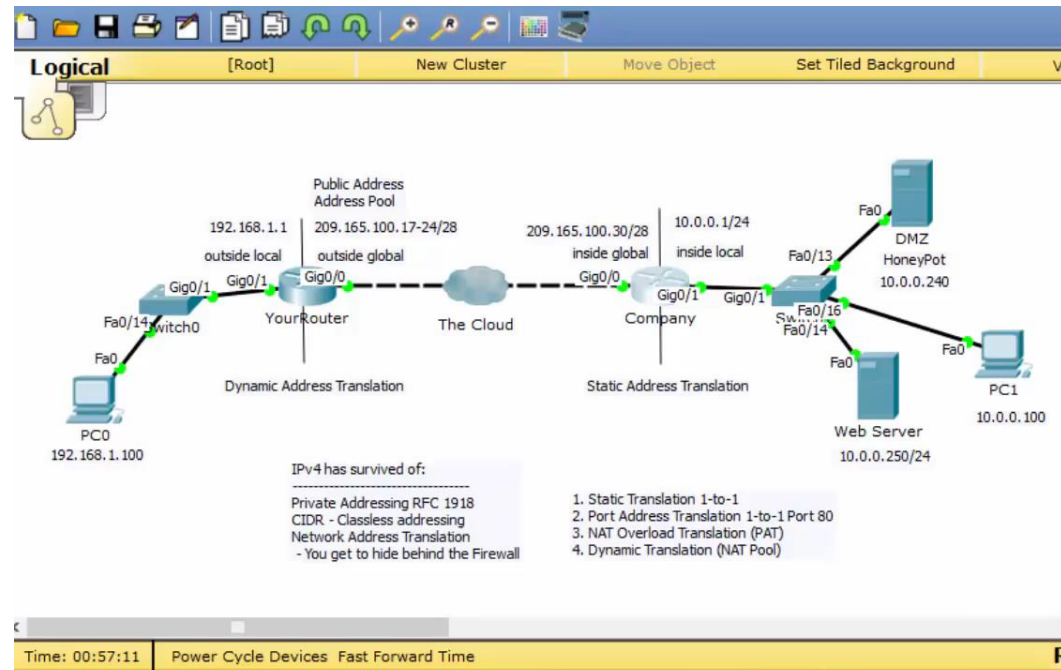 Logical
[Root]
New Cluster
Move Object
Set Tiled Background
Public Address
Address Pool
192.168.1.1
209.165.100.17-24/28
outside local
outside global
209.165.100.30/28
10.0.0.1/24
inside global
inside local
Fa0
DMZ
HoneyPot
10.0.0.240
Fa0/13
Gig0/1
Gig0/1
Gig0/0
Gig0/0
Gig0/1
Gig0/1
Fa0/14
YourRouter
The Cloud
Company
Fa0/16
Fa0/14
Fa0
Fa0
Fa0
PC0
192.168.1.100
Dynamic Address Translation
Static Address Translation
PC1
10.0.0.100
Web Server
10.0.0.250/24
IPv4 has survived of:
----------------------------------
Private Addressing RFC 1918
CIDR - Classless addressing
Network Address Translation
- You get to hide behind the Firewall
1. Static Translation 1-to-1
2. Port Address Translation 1-to-1 Port 80
3. NAT Overload Translation (PAT)
4. Dynamic Translation (NAT Pool)
Time: 00:57:11
Power Cycle Devices Fast Forward Time